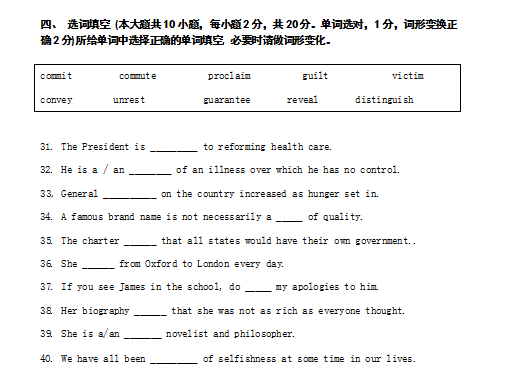 四、 选词填空 (本大题共 10 小题, 每小题 2 分, 共 20 分。单词选对, 1 分, 词形变换正
确 2 分)所给单词中选择正确的单词填空, 必要时请做词形变化。
commit commute proclaim guilt victim
convey unrest guarantee reveal distinguish
31. The President is ________ to reforming health care.
32. He is a / an _______ of an illness over which he has no control.
33. General _________ on the country increased as hunger set in.
34. A famous brand name is not necessarily a _____ of quality.
35. The charter ______ that all states would have their own government..
36. She ______ from Oxford to London every day.
37. If you see James in the school, do _____ my apologies to him.
38. Her biography ______ that she was not as rich as everyone thought.
39. She is a/an _______ novelist and philosopher.
40. We have all been _________ of selfishness at some time in our lives.